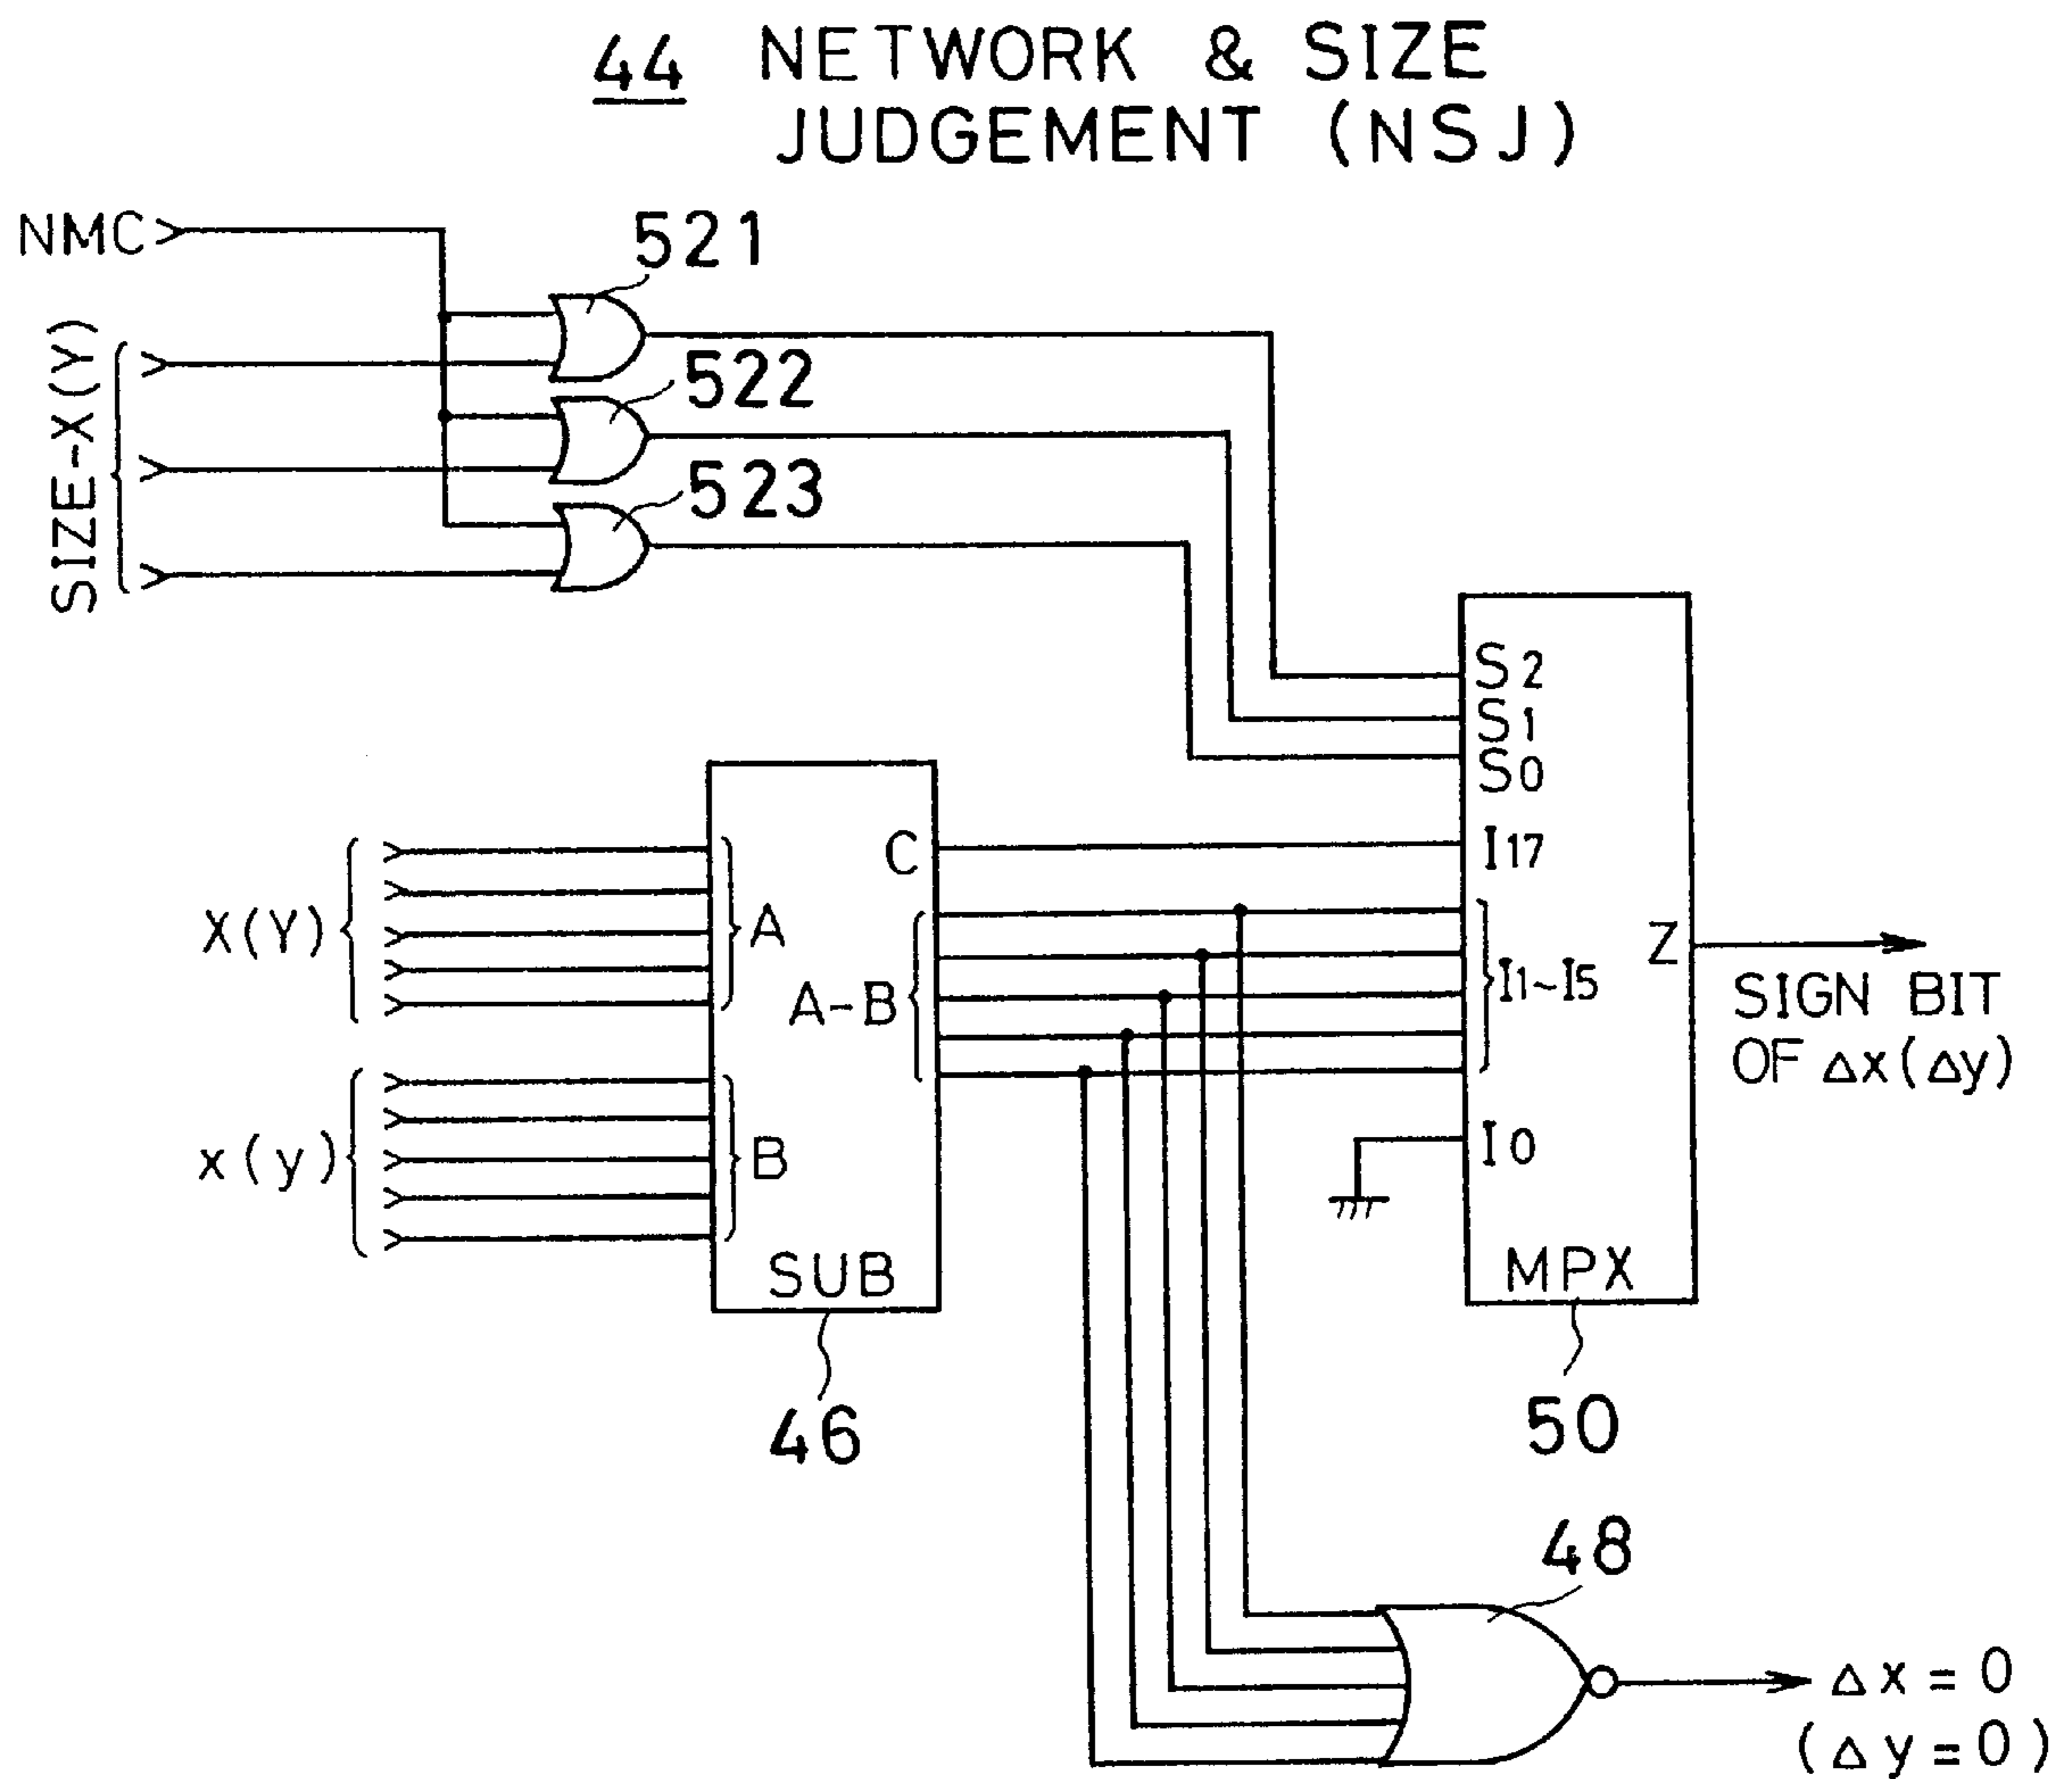 44 NETWORK & SIZE
JUDGEMENT (NSJ)
NMC
521
SIZE-X(Y)
522
523
S2
S1
S0
C
I17
X(Y)
A
A-B
I1~I5
Z
SIGN BIT
OF Δx(Δy)
x(y)
B
I0
SUB
MPX
46
50
48
Δx=0
(Δy=0)